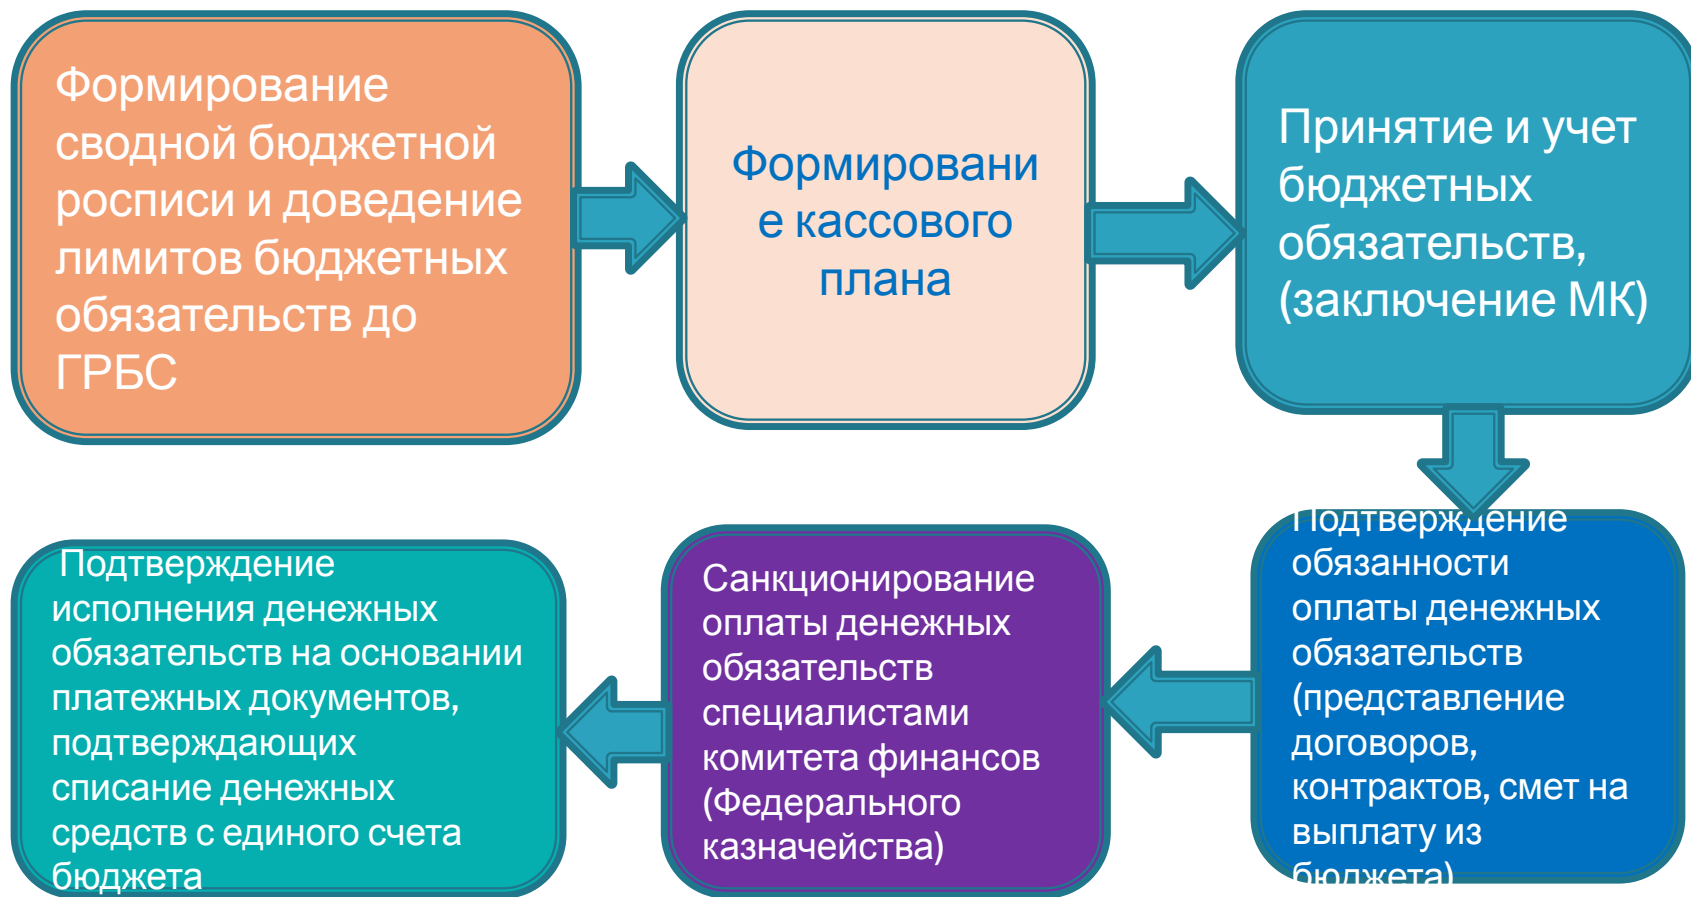 Формирование
сводной бюджетной
росписи и доведение
лимитов бюджетных
обязательств до
ГРБС
Формировани
е кассового
плана
Принятие и учет
бюджетных
обязательств,
(заключение МК)
Подтверждение
обязанности
оплаты денежных
обязательств
(представление
договоров,
контрактов, смет на
выплату из
бюджета)
Санкционирование
оплаты денежных
обязательств
специалистами
комитета финансов
(Федерального
казначейства)
Подтверждение
исполнения денежных
обязательств на основании
платежных документов,
подтверждающих
списание денежных
средств с единого счета
бюджета